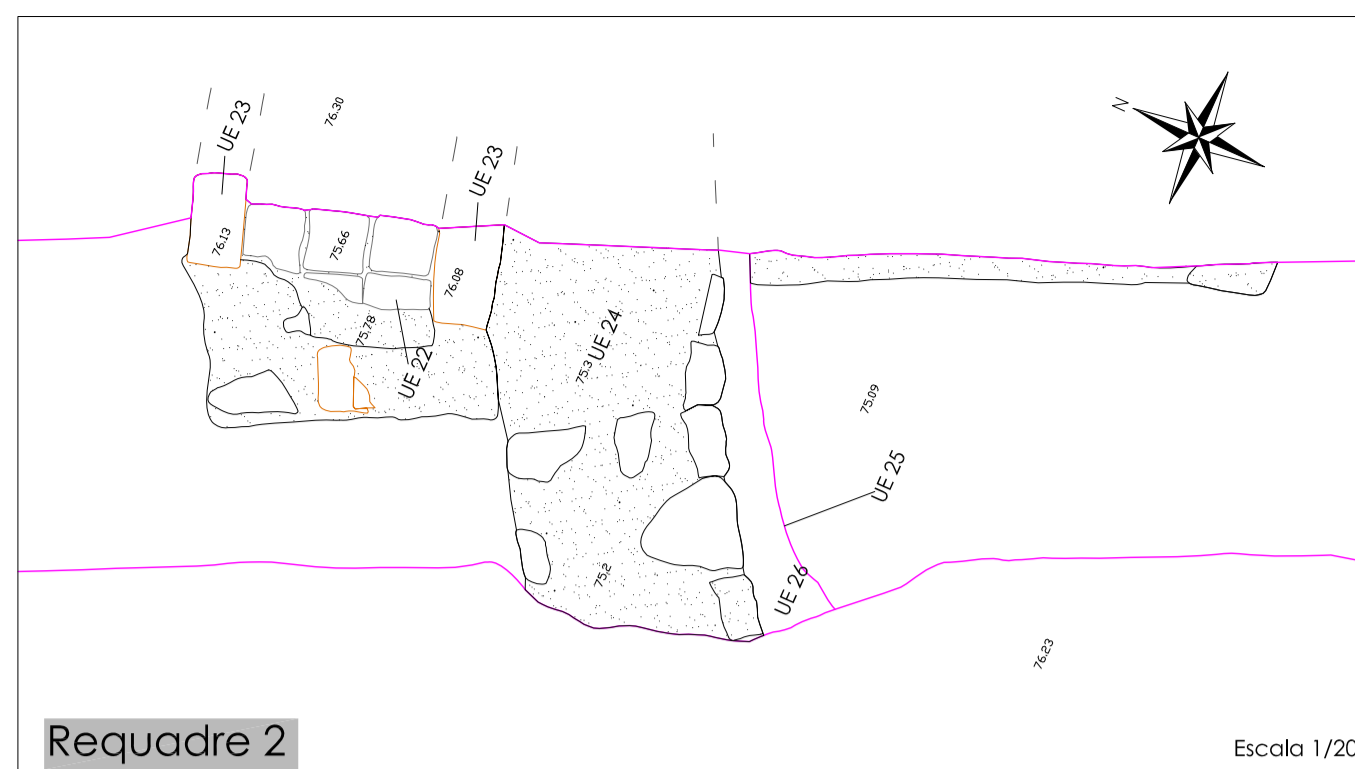 UE 23
76.30
N
UE 23
76.13
75.66
76.08
75.78
UE 22
UE 24
75.3
75.09
UE 25
75.2
UE 26
76.23
Requadre 2
Escala 1/20